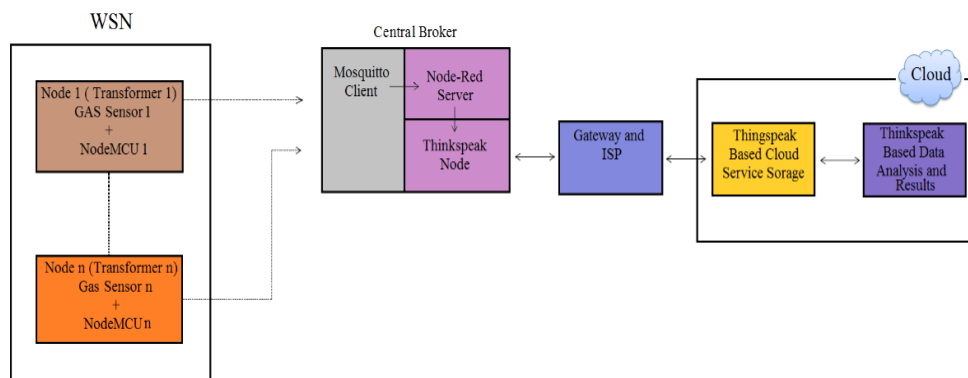 WSN
Node 1 ( Transformer 1)
GAS Sensor 1
+
NodeMCU 1
Node n (Transformer n)
Gas Sensor n
+
NodeMCU n
Central Broker
Mosquitto
Client
Node-Red
Server
Thinkspeak
Node
Gateway and
ISP
Cloud
Thingspeak
Based Cloud
Service Sorage
Thinkspeak
Based Data
Analysis and
Results